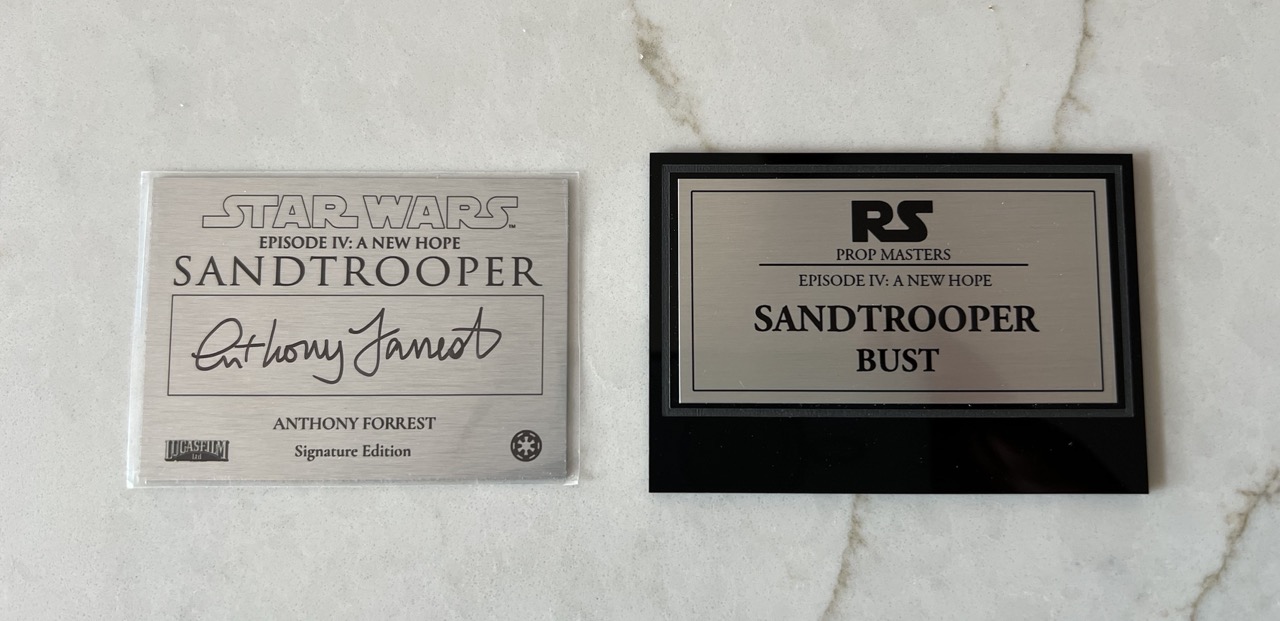 STAR WARS™
EPISODE IV: A NEW HOPE
SANDTROOPER
Anthony Forrest
ANTHONY FORREST
Signature Edition
LUCASFILM
Ltd
RS
PROP MASTERS
EPISODE IV: A NEW HOPE
SANDTROOPER
BUST